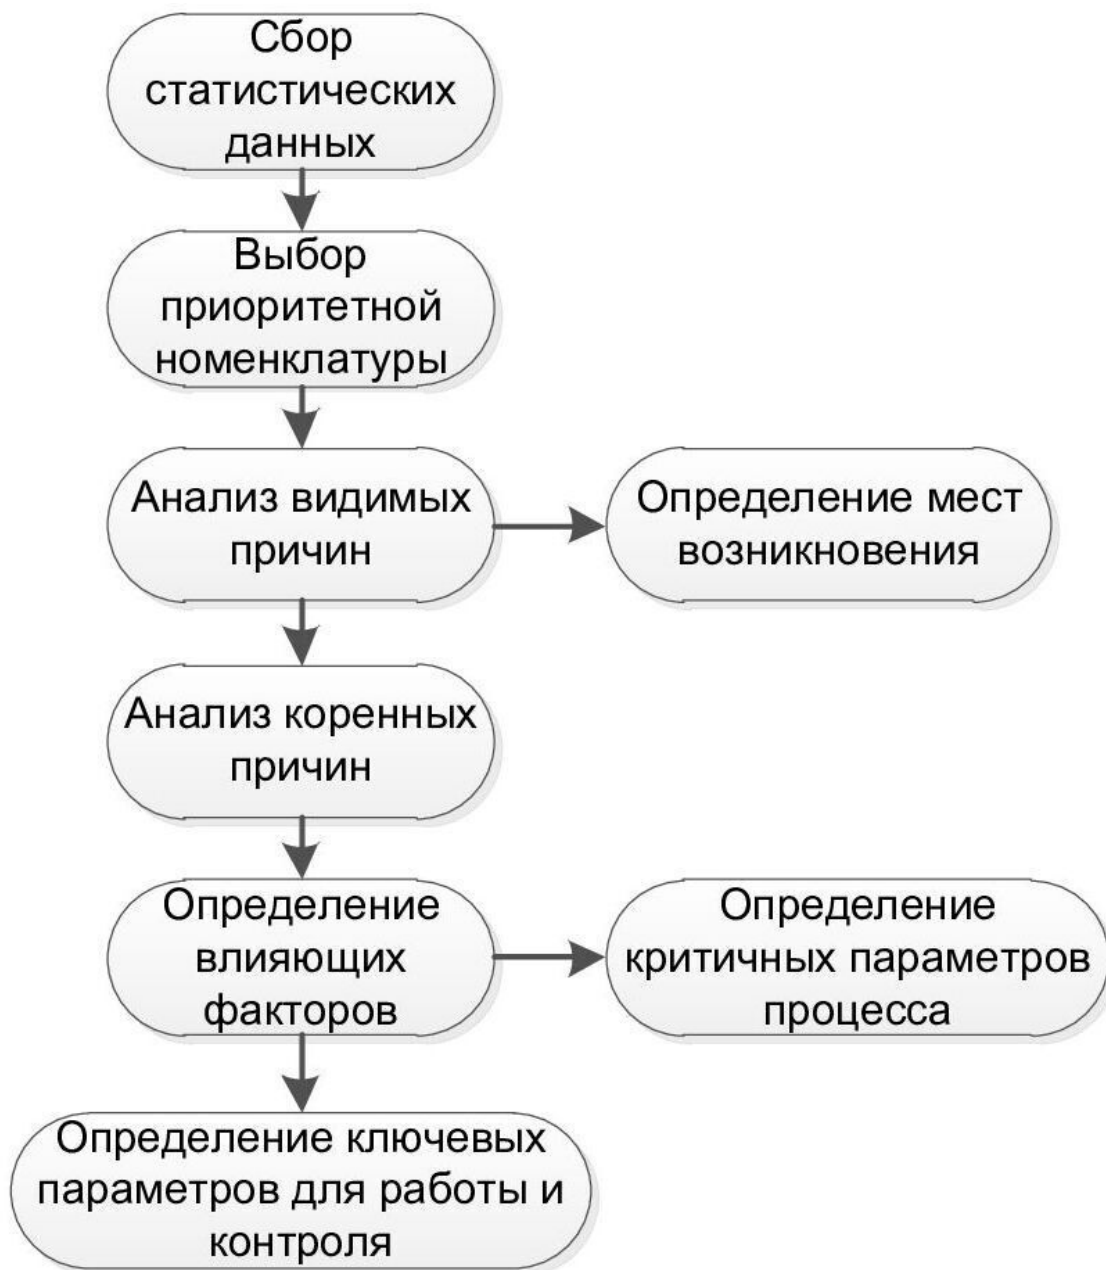 Сбор
статистических
данных
Выбор
приоритетной
номенклатуры
Анализ видимых
причин
Определение мест
возникновения
Анализ коренных
причин
Определение
влияющих
факторов
Определение
критичных параметров
процесса
Определение ключевых
параметров для работы и
контроля